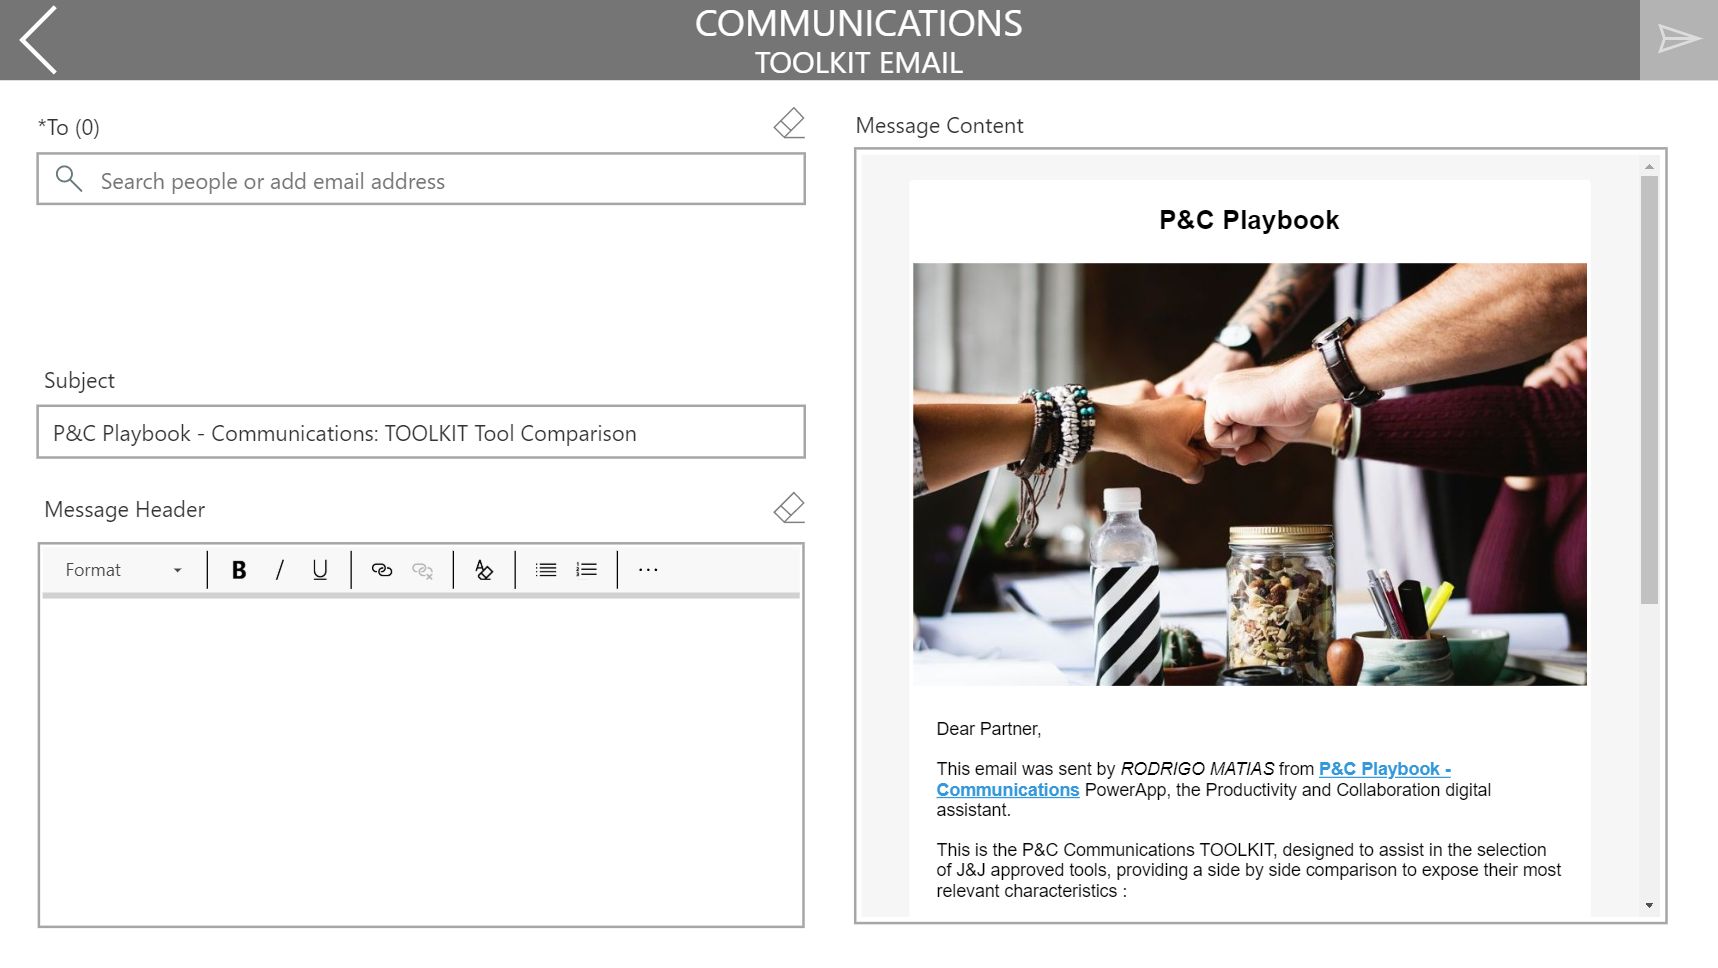 COMMUNICATIONS
TOOLKIT EMAIL
*To (0)
Search people or add email address
Subject
P&C Playbook - Communications: TOOLKIT Tool Comparison
Message Header
Format
B / U
Message Content
P&C Playbook
Dear Partner,
This email was sent by RODRIGO MATIAS from P&C Playbook -
Communications PowerApp, the Productivity and Collaboration digital
assistant.
This is the P&C Communications TOOLKIT, designed to assist in the selection
of J&J approved tools, providing a side by side comparison to expose their most
relevant characteristics :